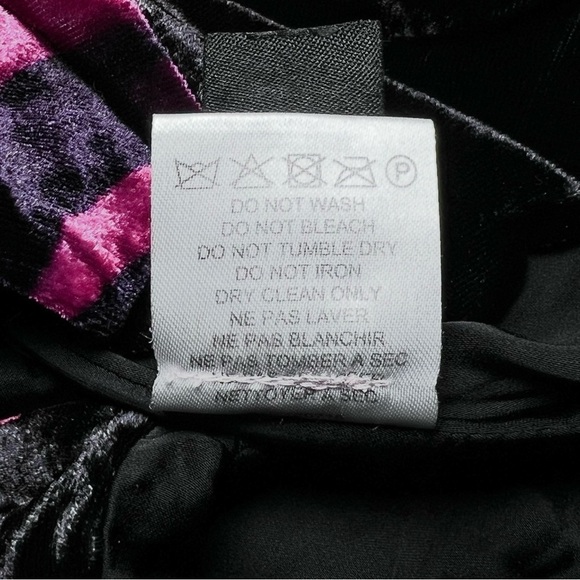 P
DO NOT WASH
DO NOT BLEACH
DO NOT TUMBLE DRY
DO NOT IRON
DRY CLEAN ONLY
NE PAS LAVER
NE PAS BLANCHIR
NE PAS TOMBER A SEC
NETTOYER A SEC